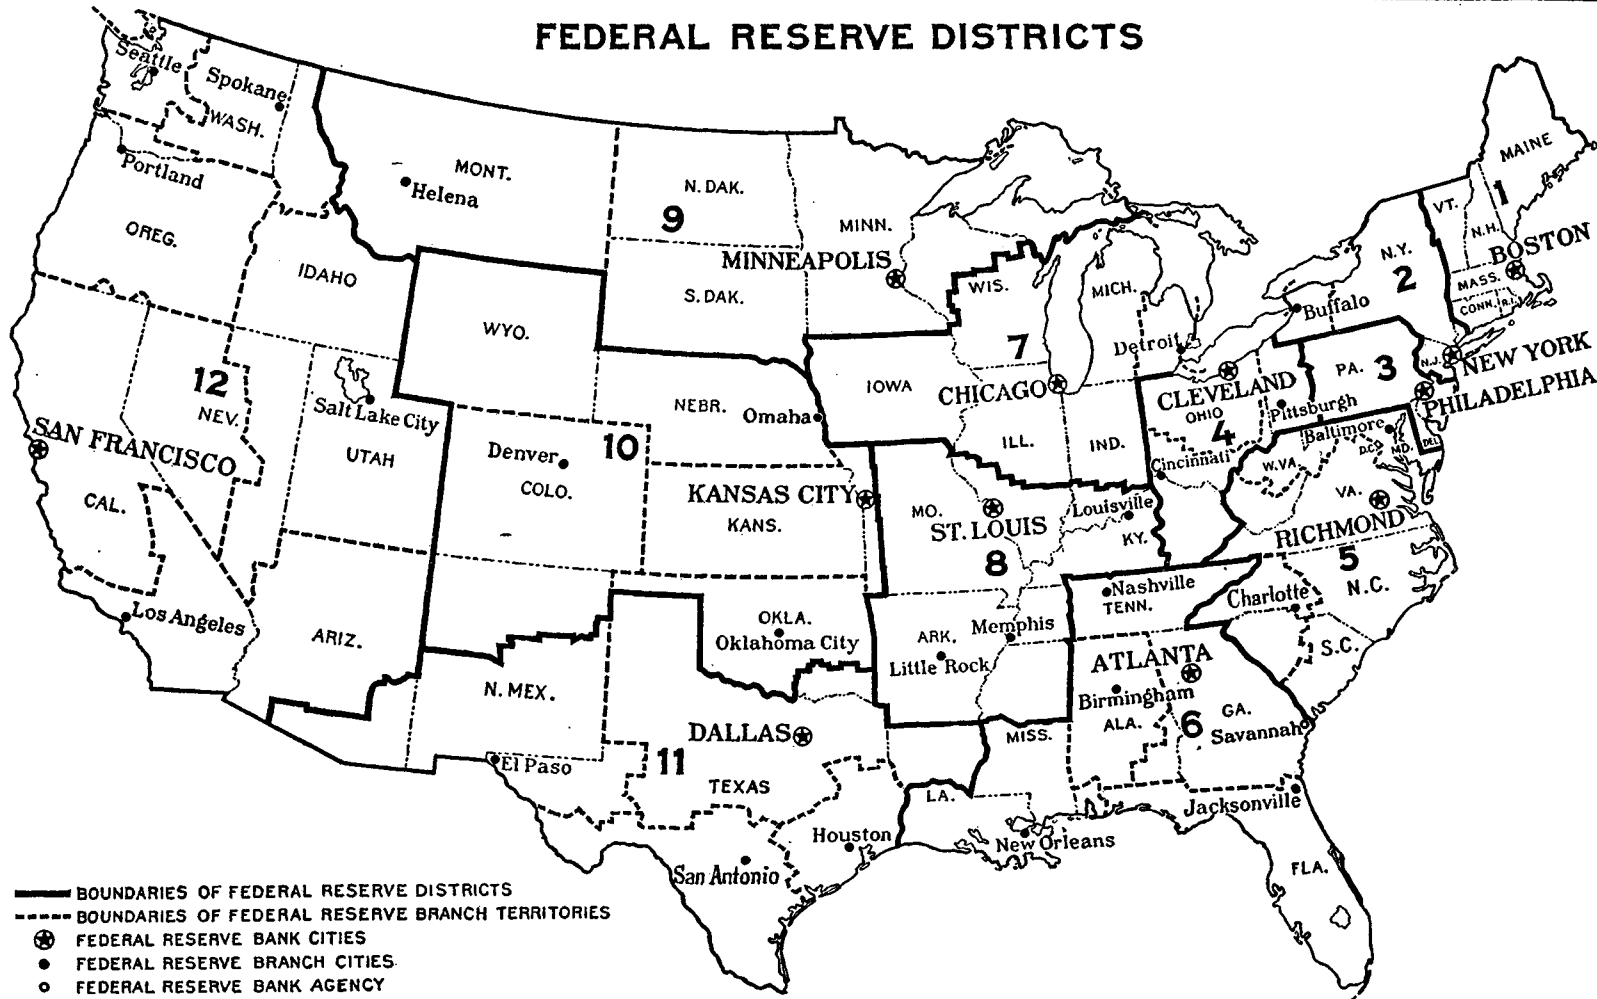 FEDERAL RESERVE DISTRICTS
Seattle
Spokane
WASH.
Portland
OREG.
IDAHO
MONT.
Helena
N. DAK.
9
MINN.
MINNEAPOLIS
S. DAK.
WYO.
WIS.
MICH.
7
Detroit
MAINE
VT.
1
N.H.
BOSTON
MASS.
CONN.
R.I.
N.Y.
2
Buffalo
NEW YORK
N.J.
PA.
3
PHILADELPHIA
CLEVELAND
OHIO
4
Pittsburgh
Cincinnati
Baltimore
D.C.
MD.
DEL.
W.VA.
VA.
RICHMOND
5
12
NEV.
SAN FRANCISCO
CAL.
Los Angeles
Salt Lake City
UTAH
ARIZ.
NEBR.
Omaha
10
Denver
COLO.
KANSAS CITY
KANS.
IOWA
CHICAGO
ILL.
IND.
MO.
ST. LOUIS
8
Louisville
KY.
Nashville
TENN.
Charlotte
N.C.
S.C.
OKLA.
Oklahoma City
ARK.
Memphis
Little Rock
ATLANTA
Birmingham
ALA.
6
GA.
Savannah
N. MEX.
DALLAS
11
El Paso
TEXAS
MISS.
LA.
New Orleans
Jacksonville
FLA.
Houston
San Antonio
BOUNDARIES OF FEDERAL RESERVE DISTRICTS
BOUNDARIES OF FEDERAL RESERVE BRANCH TERRITORIES
FEDERAL RESERVE BANK CITIES
FEDERAL RESERVE BRANCH CITIES
FEDERAL RESERVE BANK AGENCY